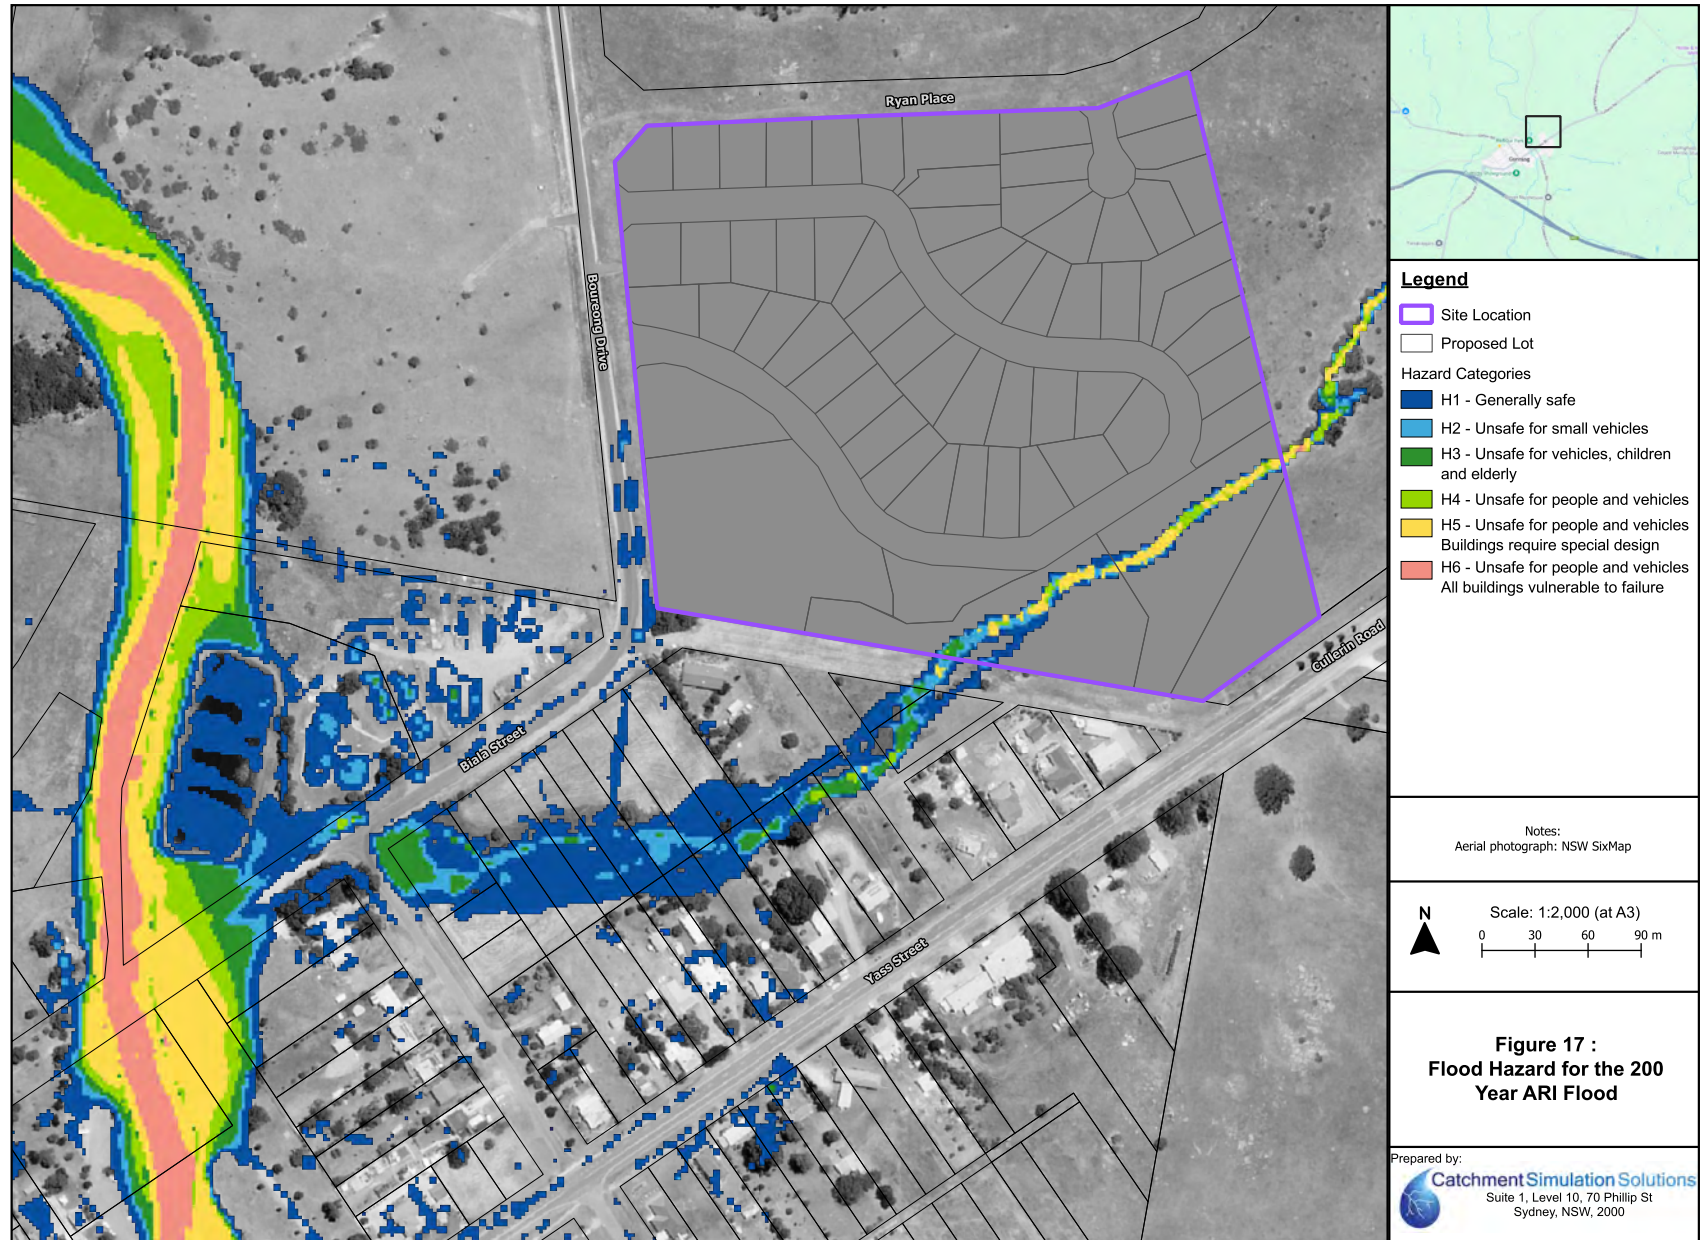 Ryan Place
Boureong Drive
Biala Street
Yass Street
Cullerin Road
Legend
Site Location
Proposed Lot
Hazard Categories
H1 - Generally safe
H2 - Unsafe for small vehicles
H3 - Unsafe for vehicles, children
and elderly
H4 - Unsafe for people and vehicles
H5 - Unsafe for people and vehicles
Buildings require special design
H6 - Unsafe for people and vehicles
All buildings vulnerable to failure
Notes:
Aerial photograph: NSW SixMap
N
Scale: 1:2,000 (at A3)
0 30 60 90 m
Figure 17 :
Flood Hazard for the 200
Year ARI Flood
Prepared by:
Catchment Simulation Solutions
Suite 1, Level 10, 70 Phillip St
Sydney, NSW, 2000